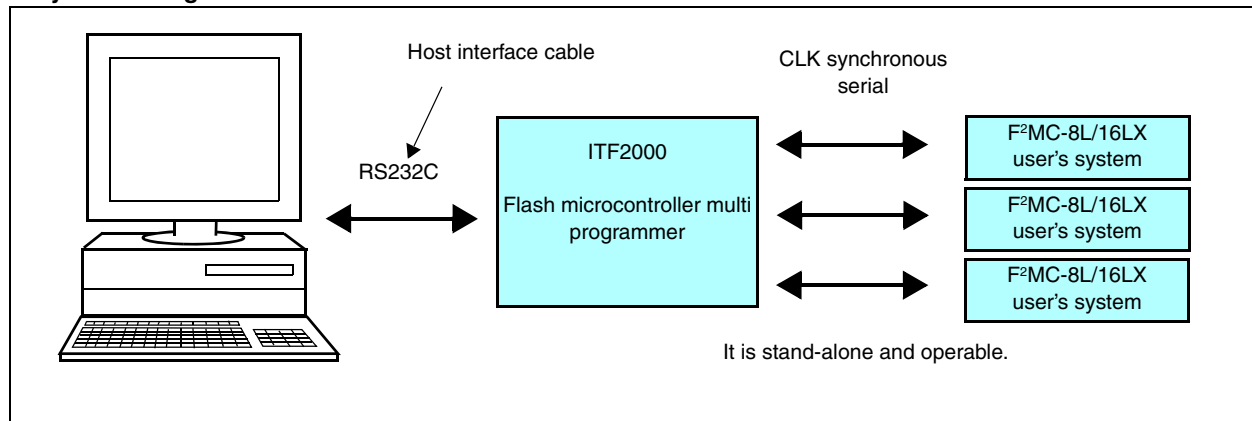 Host interface cable
CLK synchronous
serial
RS232C
ITF2000
Flash microcontroller multi
programmer
F²MC-8L/16LX
user's system
F²MC-8L/16LX
user's system
F²MC-8L/16LX
user's system
It is stand-alone and operable.